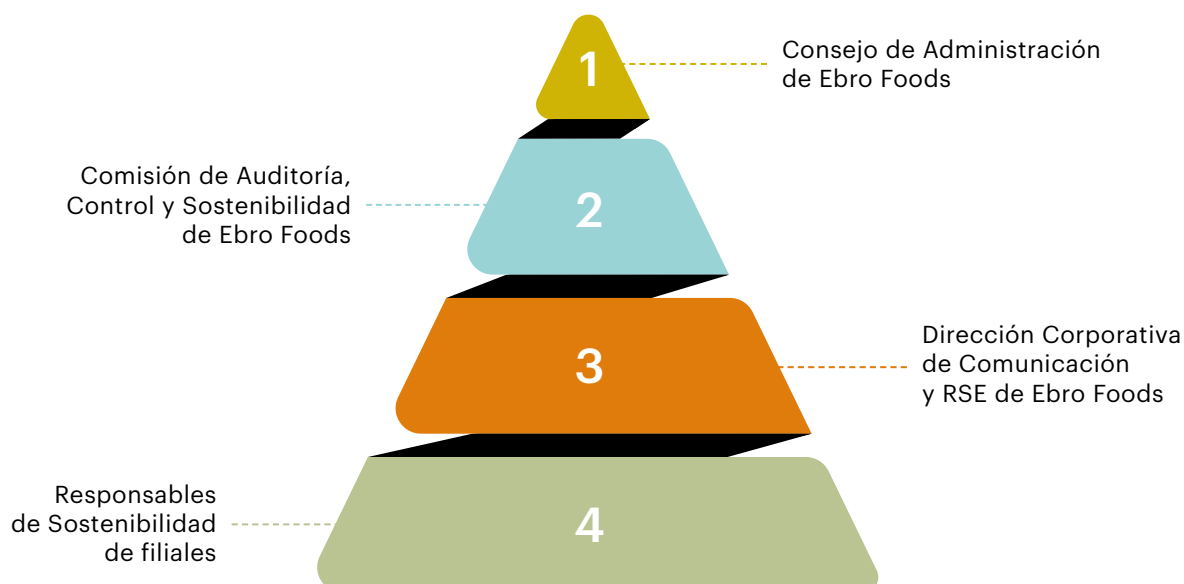 1
Consejo de Administración
de Ebro Foods
Comisión de Auditoría,
Control y Sostenibilidad
de Ebro Foods
2
3
Dirección Corporativa
de Comunicación
y RSE de Ebro Foods
Responsables
de Sostenibilidad
de filiales
4